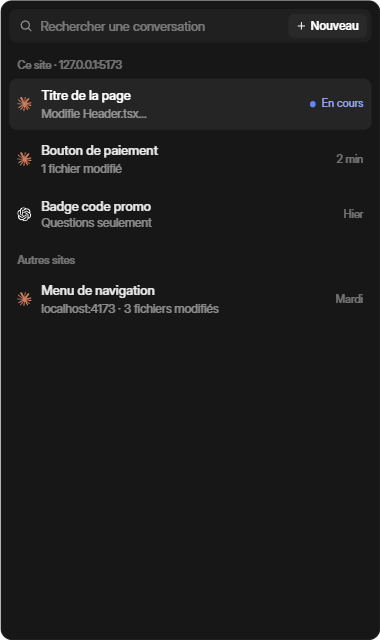 Rechercher une conversation
+ Nouveau
Ce site · 127.0.0.1:5173
Titre de la page
En cours
Modifie Header.tsx...
Bouton de paiement
2 min
1 fichier modifié
Badge code promo
Hier
Questions seulement
Autres sites
Menu de navigation
Mardi
localhost:4173 · 3 fichiers modifiés